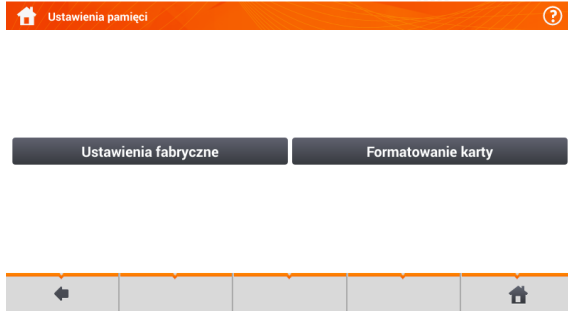 Ustawienia pamięci
Ustawienia fabryczne
Formatowanie karty